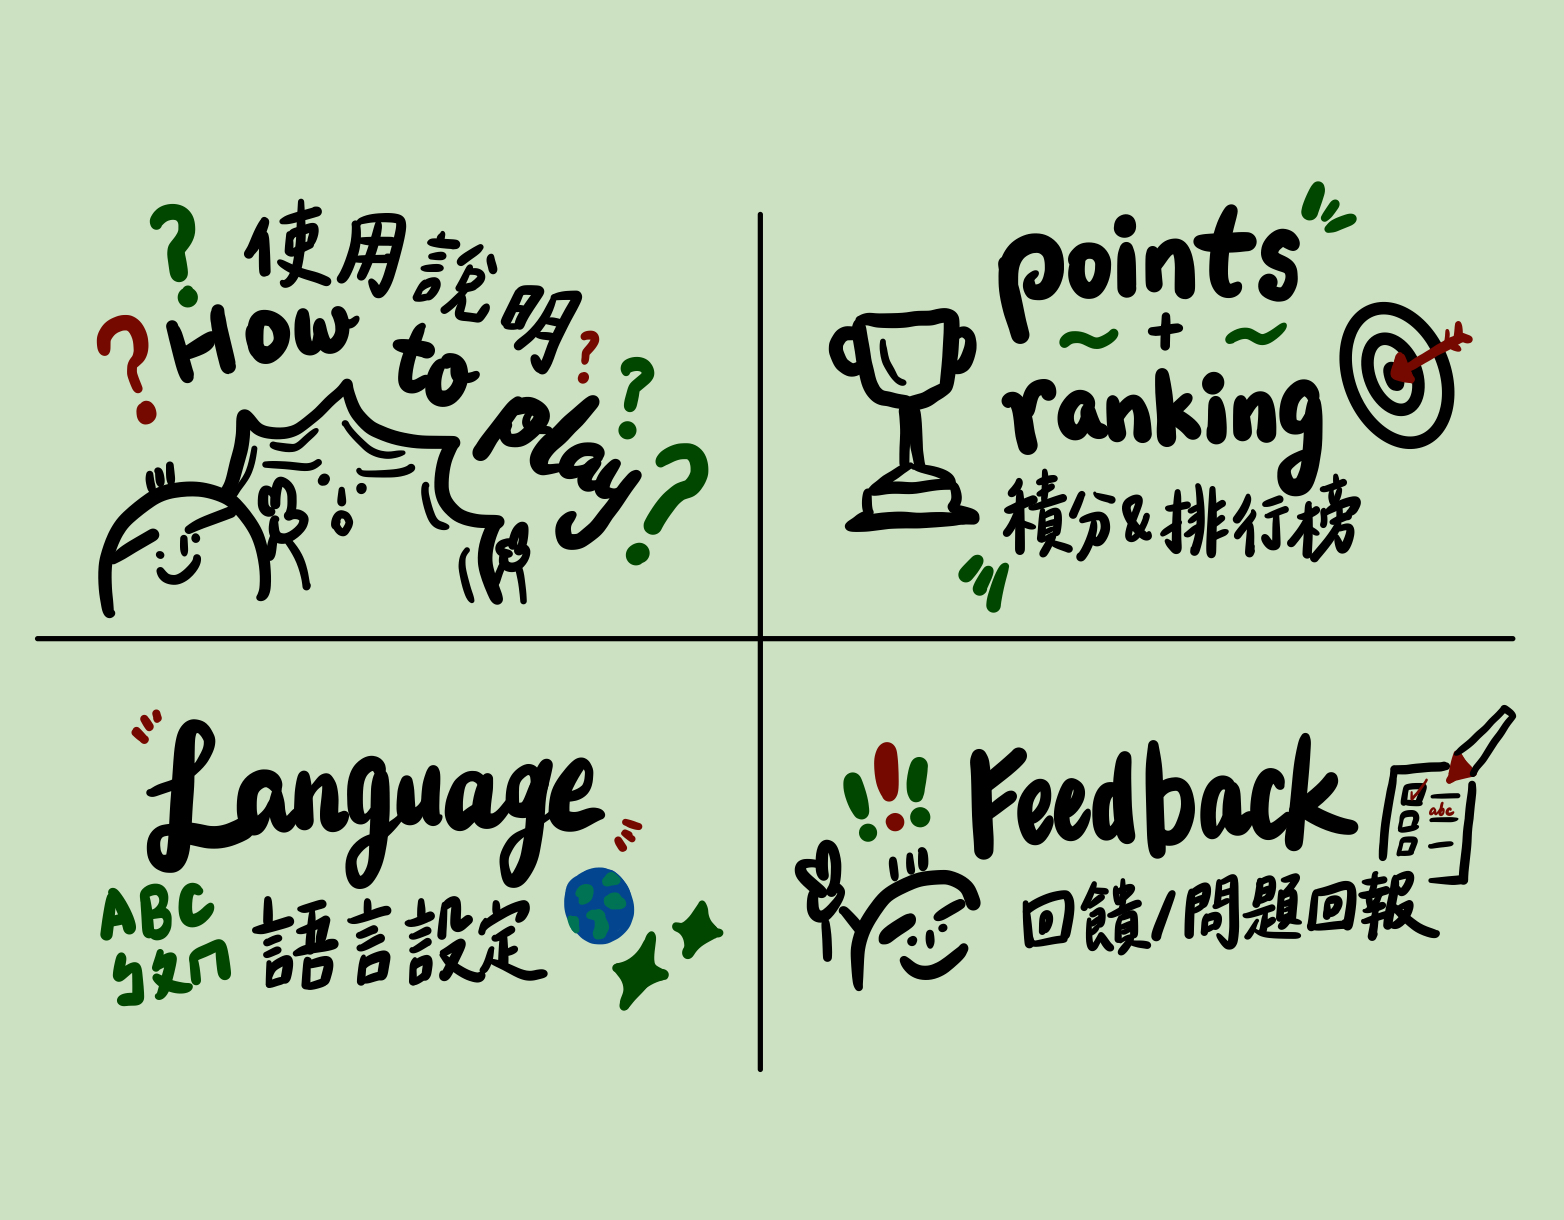 使用說明
How to play
points
+
ranking
積分&排行榜
Language
ABC
ㄅㄆㄇ
語言設定
Feedback
abc
回饋/問題回報